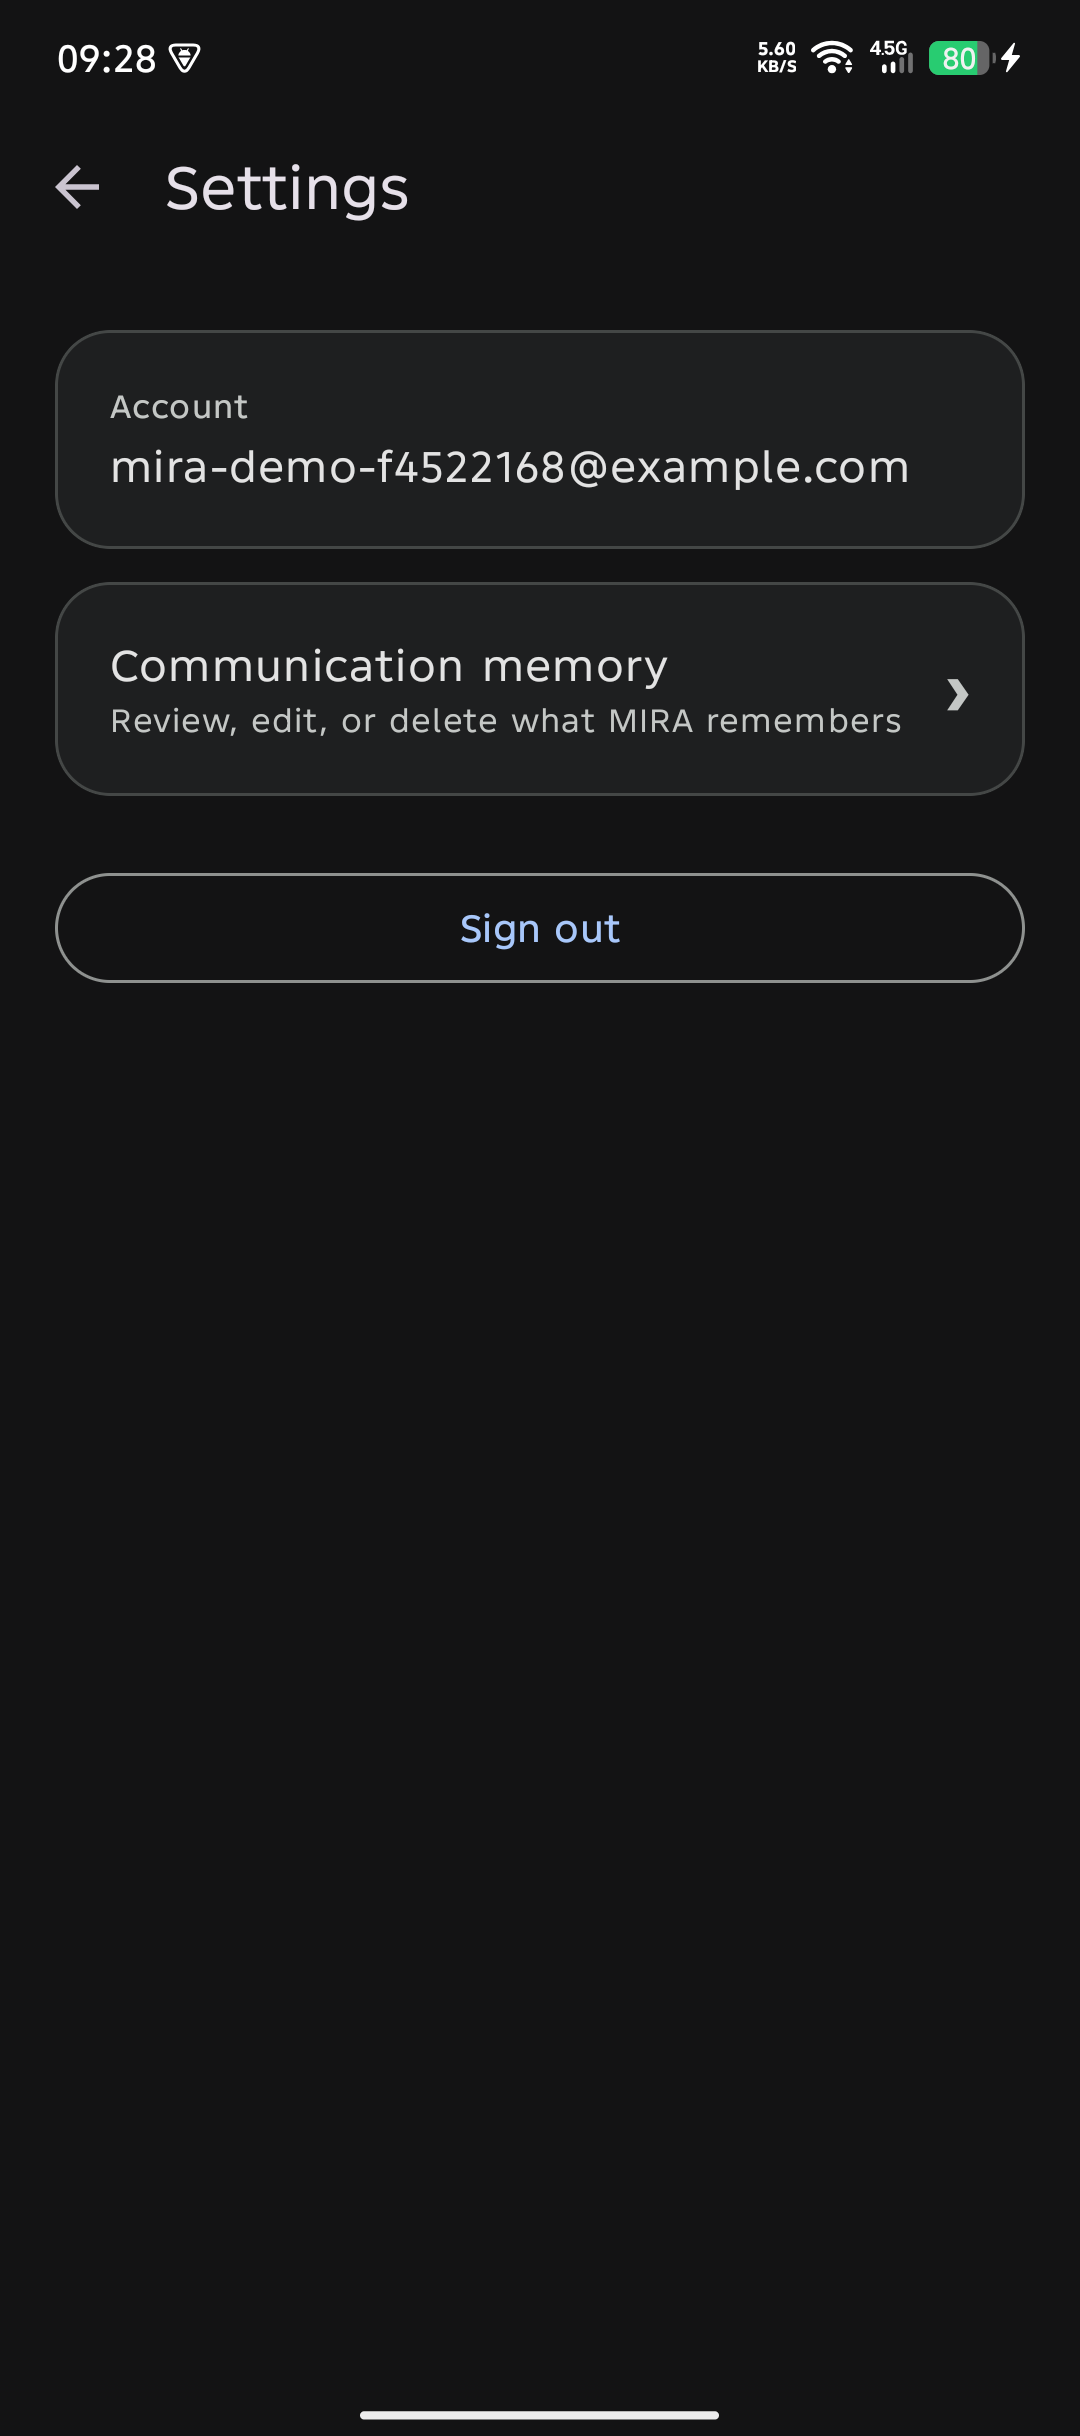 09:28
5.60
KB/S
4.5G
80
Settings
Account
mira-demo-f4522168@example.com
Communication memory
Review, edit, or delete what MIRA remembers
Sign out